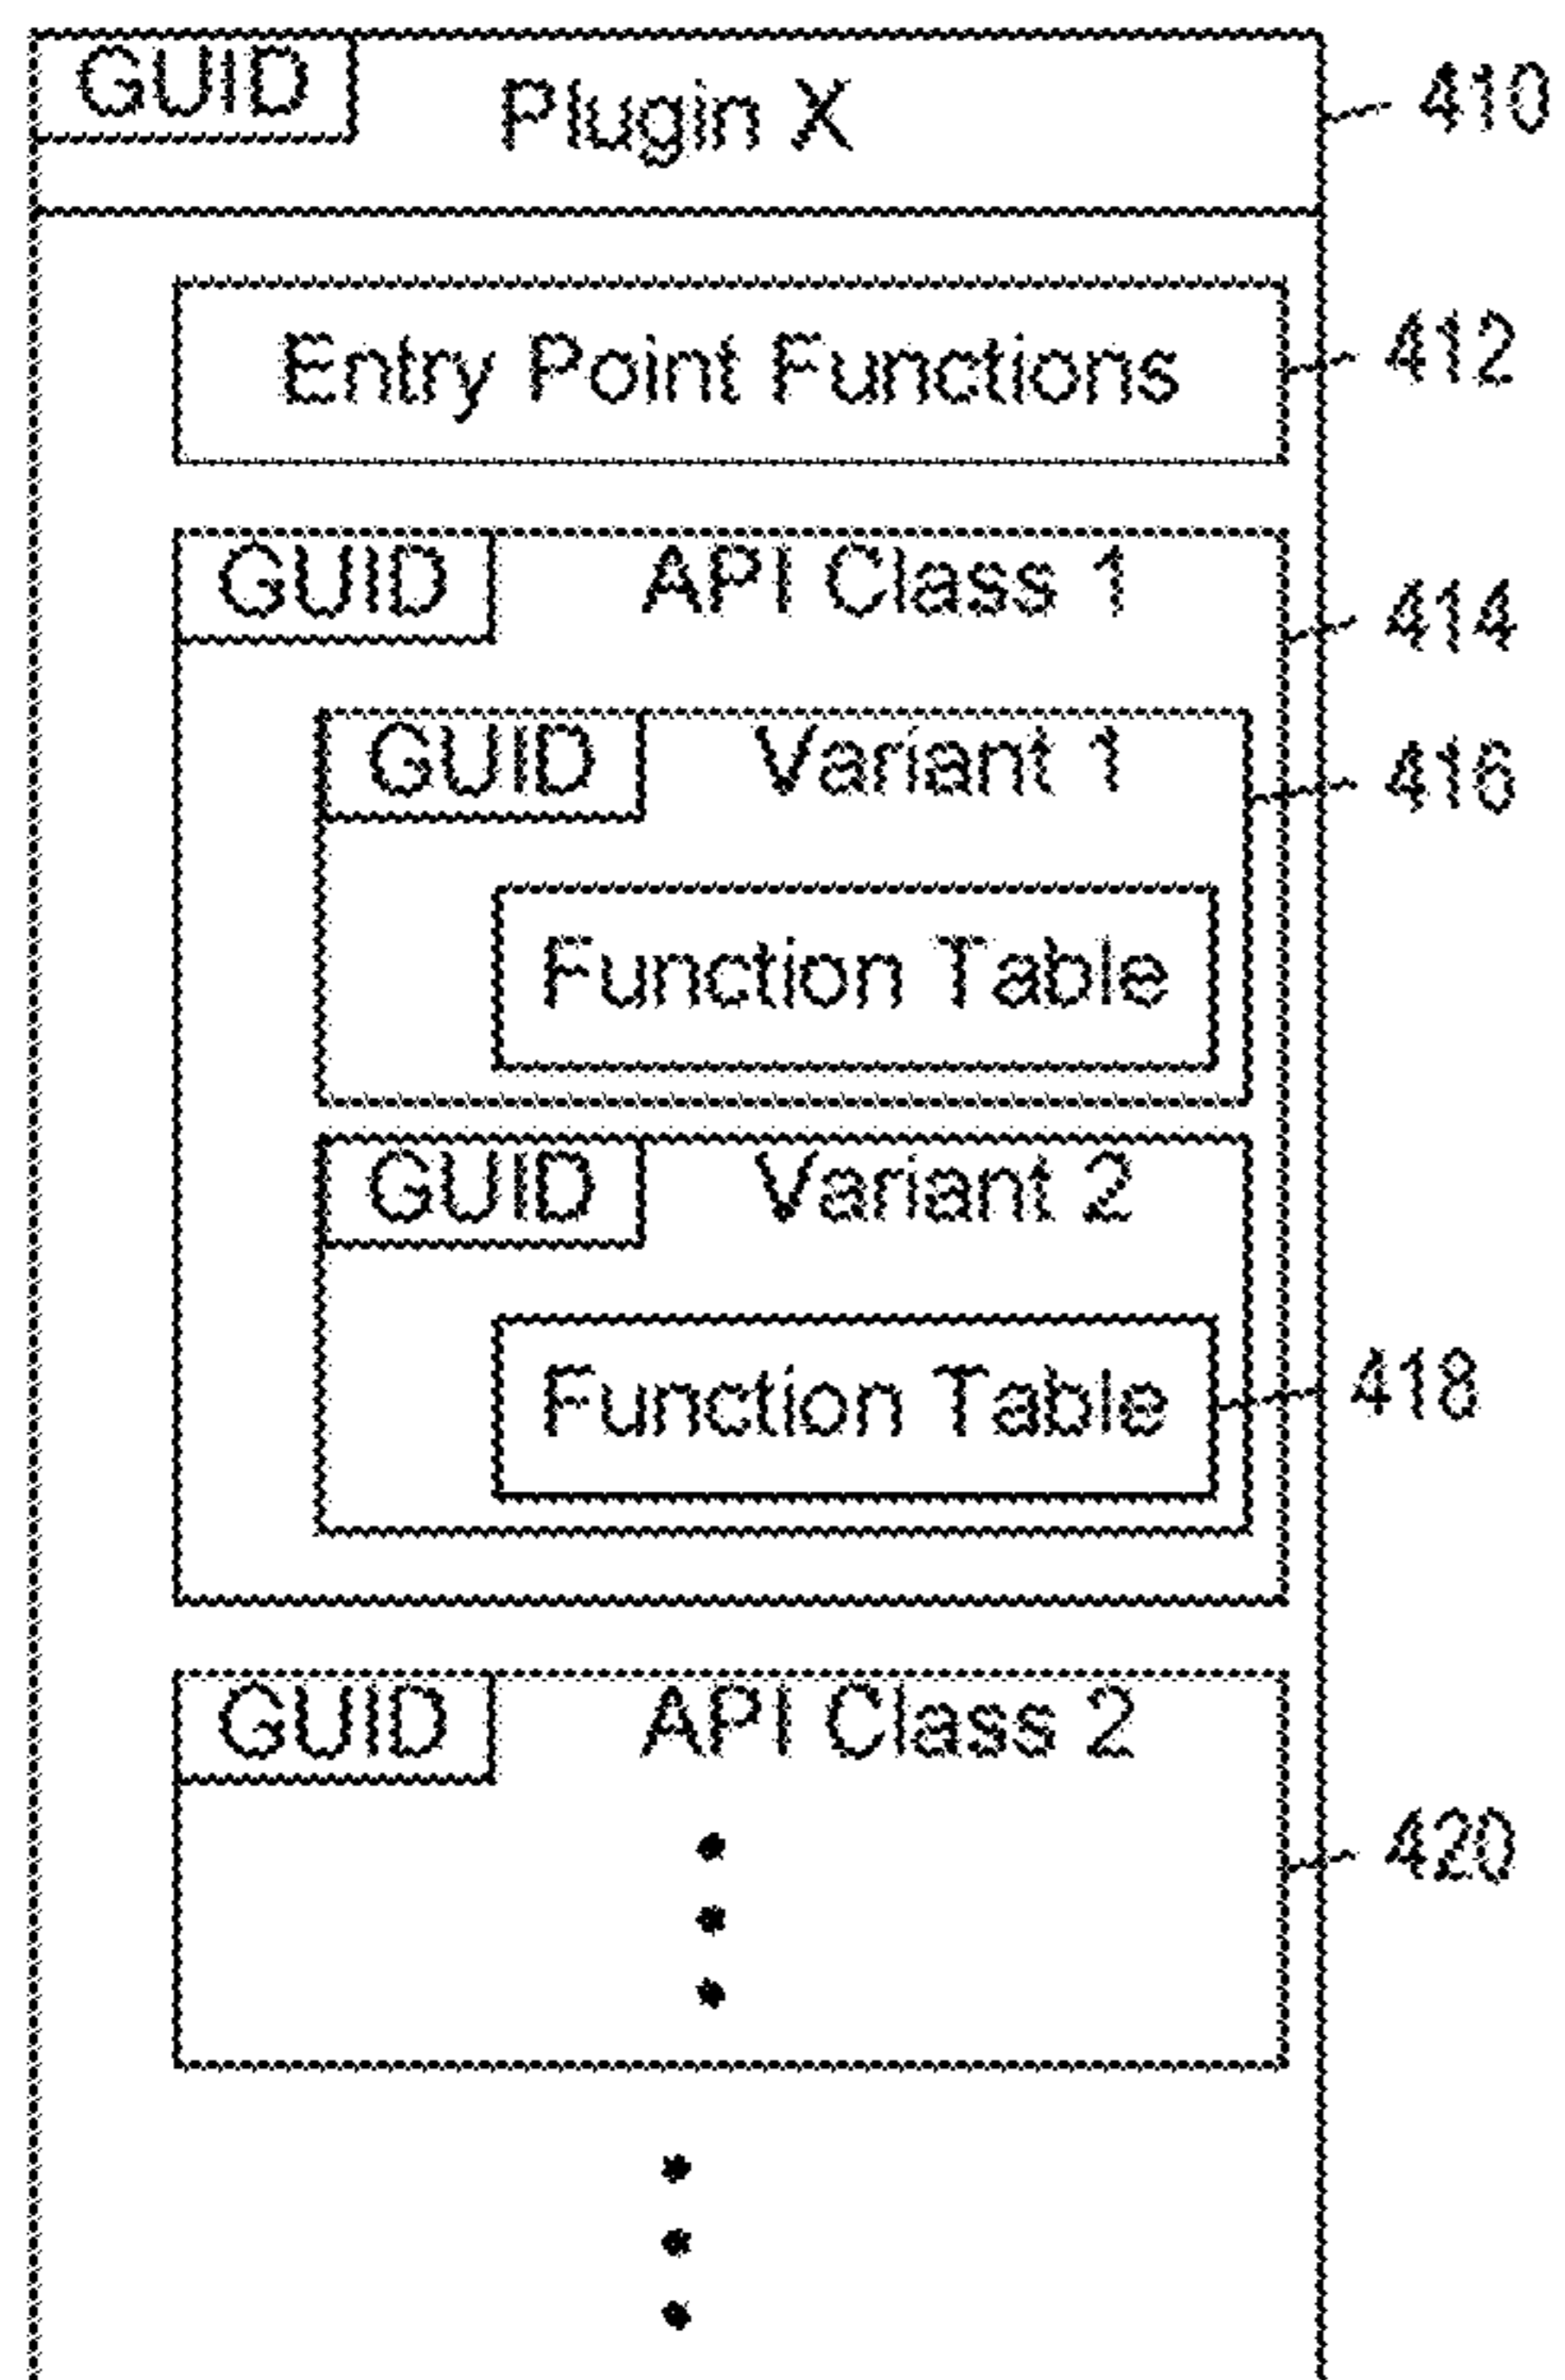 GUID Plugin X 410
Entry Point Functions 412
GUID API Class 1 414
GUID Variant 1 416
Function Table
GUID Variant 2
Function Table 418
GUID API Class 2
420